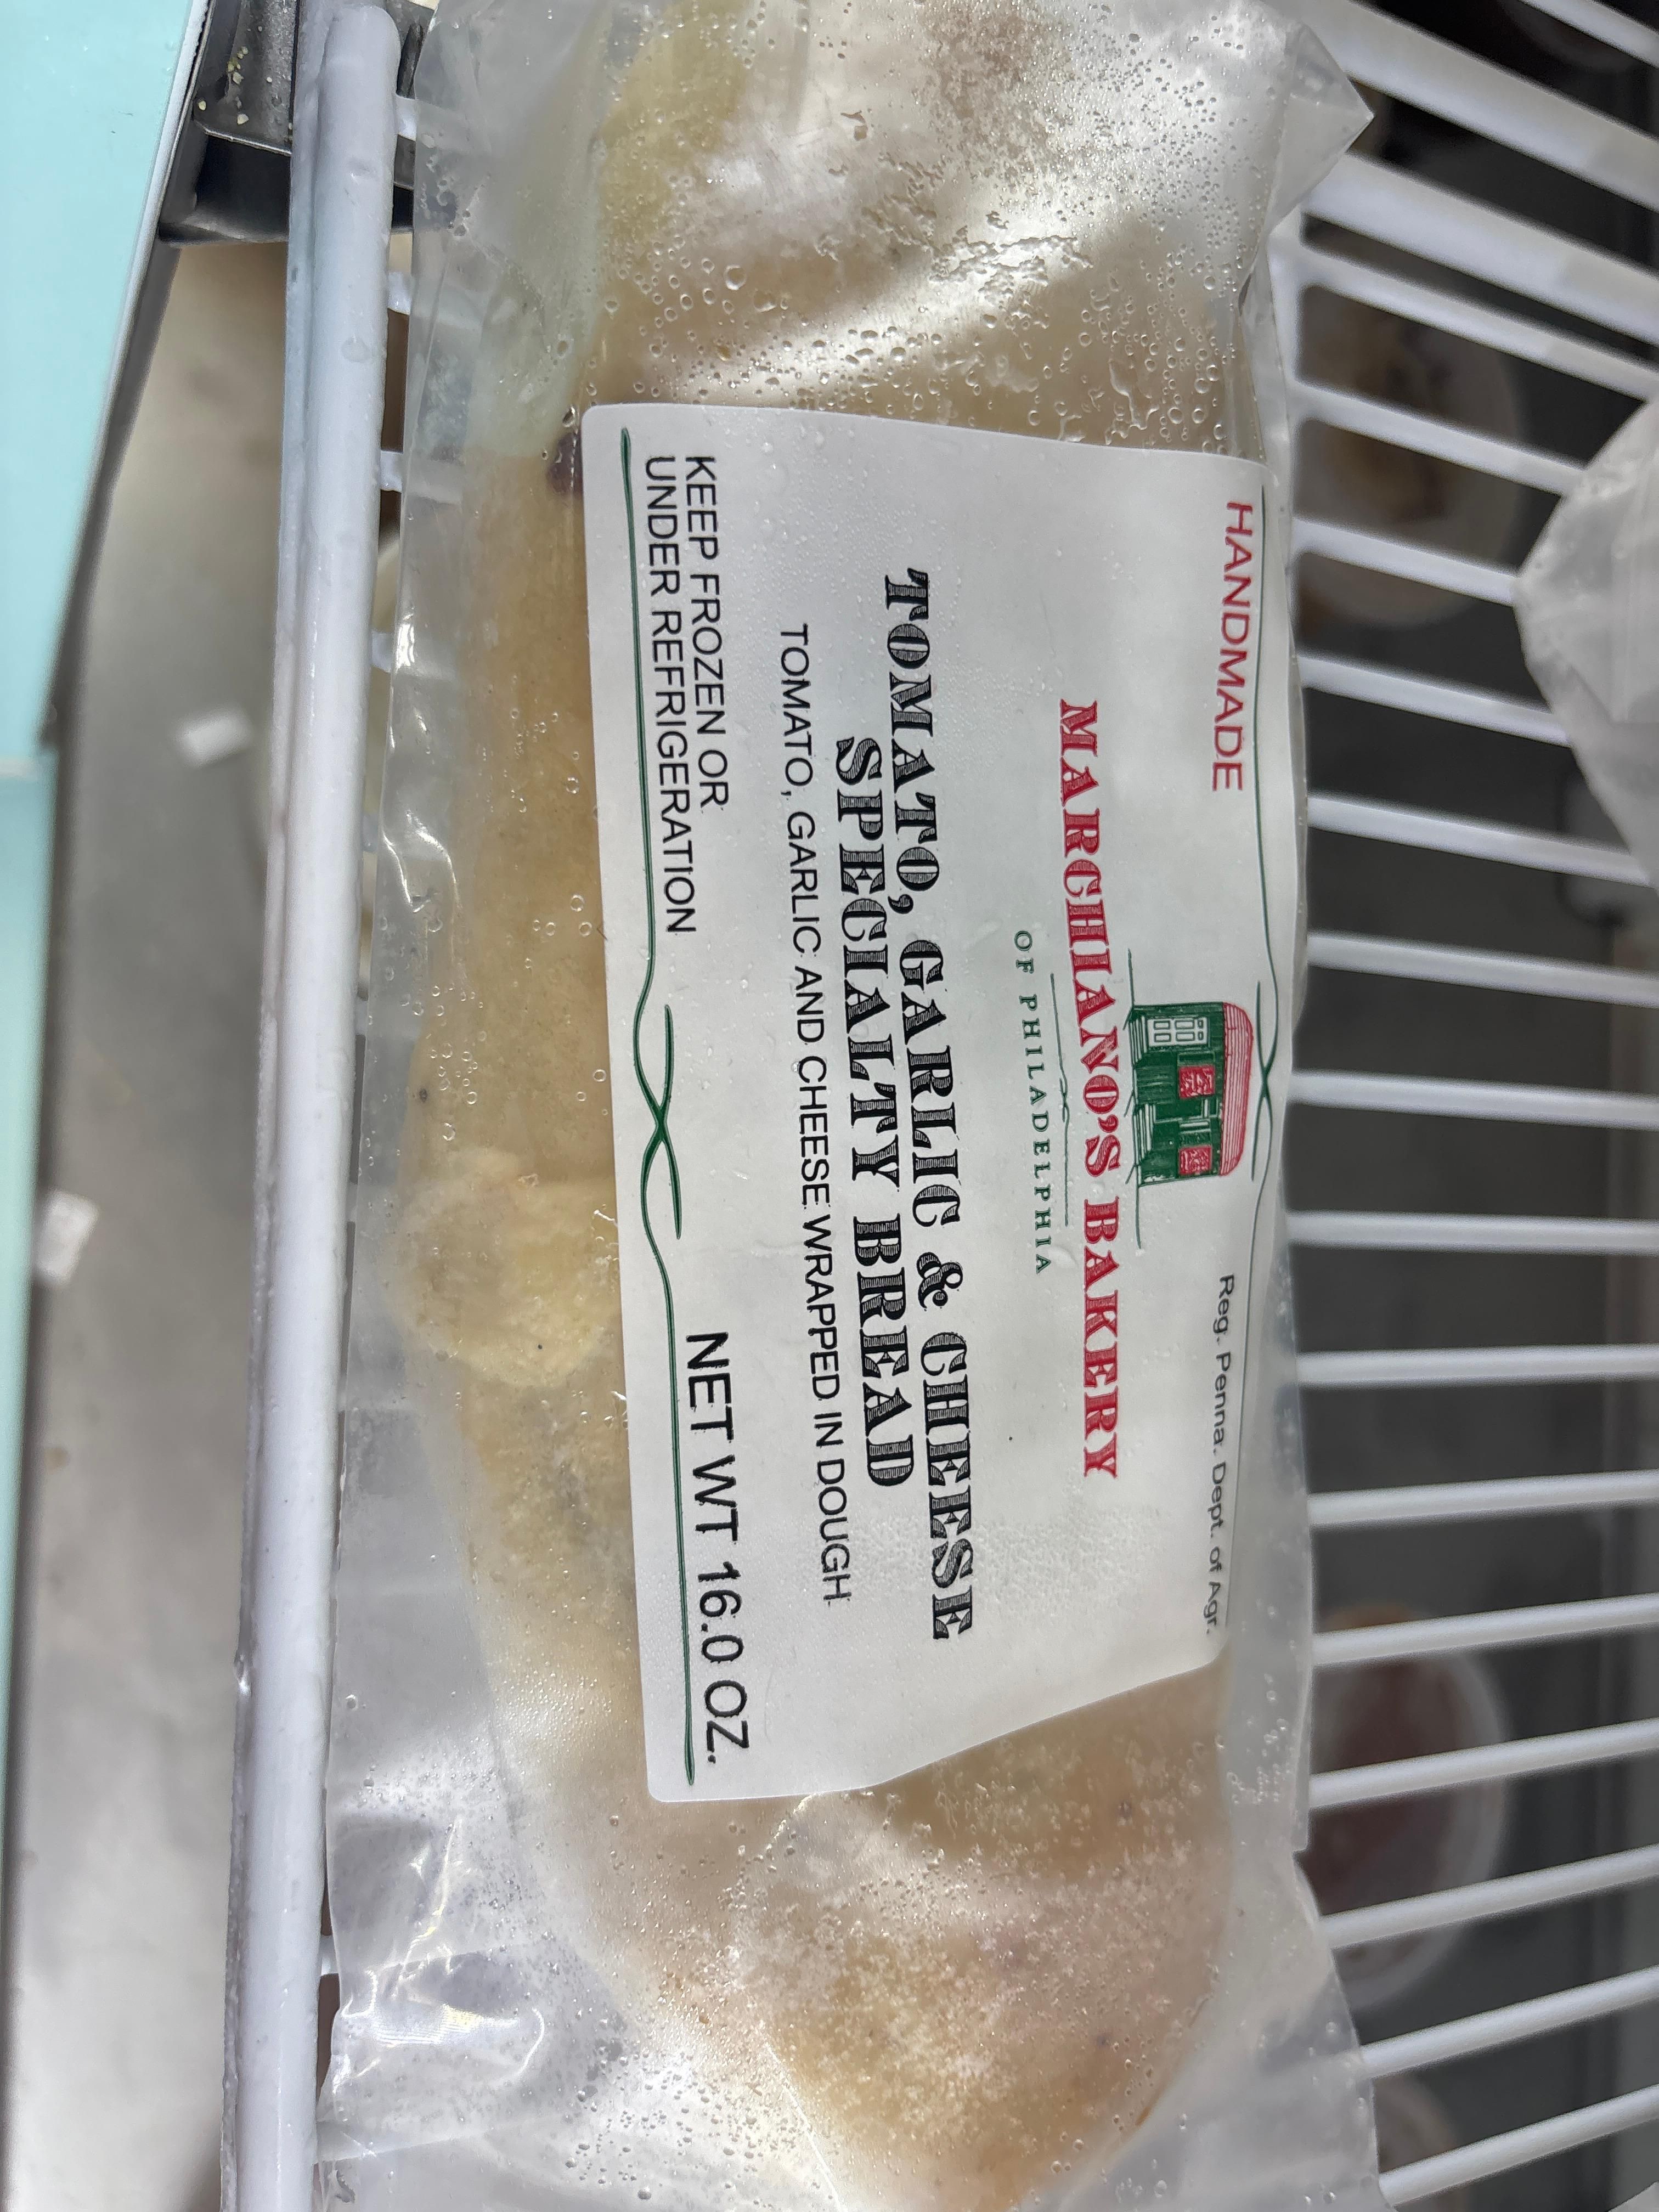 HANDMADE
Reg. Penna. Dept. of Agr.
MARCHIANO'S BAKERY
OF PHILADELPHIA
TOMATO, GARLIC & CHEESE
SPECIALTY BREAD
TOMATO, GARLIC AND CHEESE WRAPPED IN DOUGH
KEEP FROZEN OR
UNDER REFRIGERATION
NET WT 16.0 OZ.